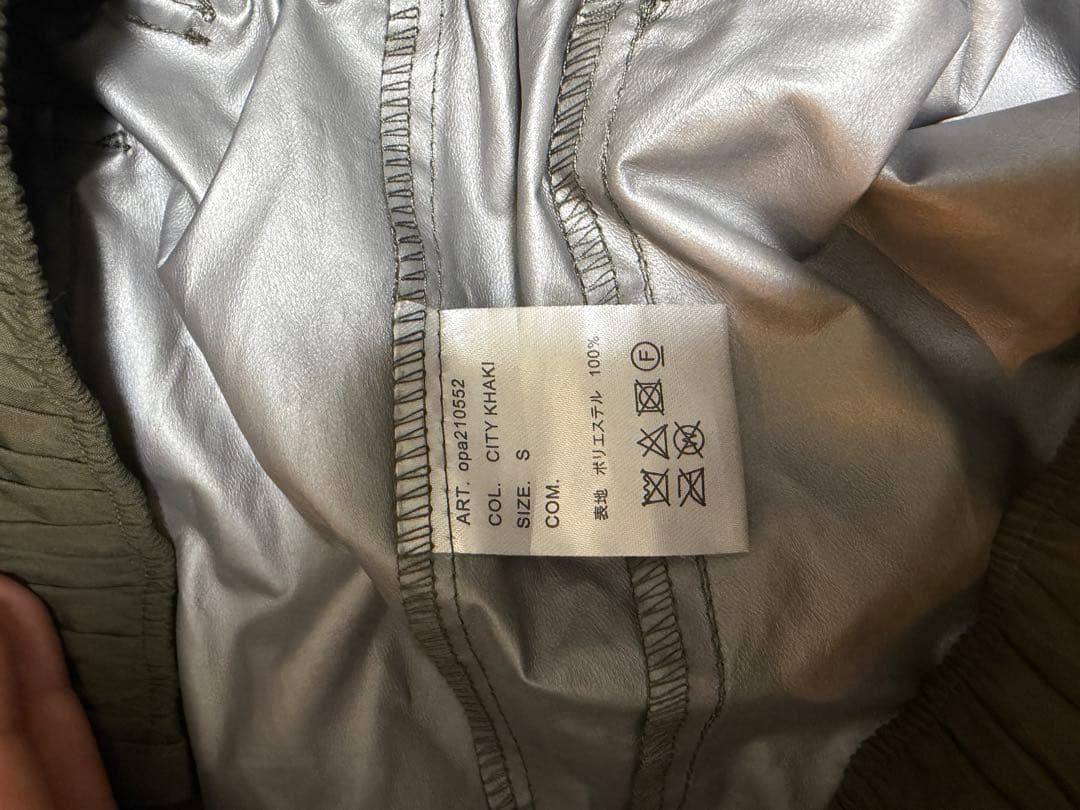 ART. opa210552
COL. CITY KHAKI
SIZE. S
COM.
表地 ポリエステル 100%
F
W